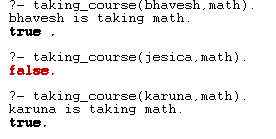 ?- taking_course(bhavesh,math).
bhavesh is taking math.
true .
?- taking_course(jesica,math).
false.
?- taking_course(karuna,math).
karuna is taking math.
true.